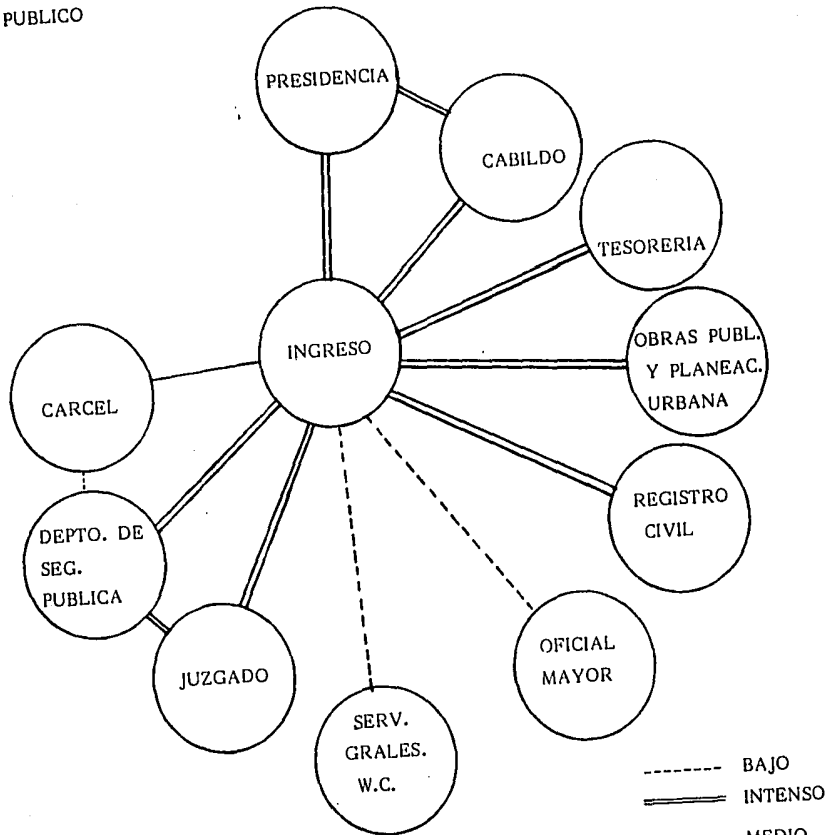 PUBLICO
PRESIDENCIA
CABILDO
TESORERIA
INGRESO
OBRAS PUBL.
Y PLANEAC.
URBANA
CARCEL
REGISTRO
CIVIL
DEPTO. DE
SEG.
PUBLICA
JUZGADO
OFICIAL
MAYOR
SERV.
GRALES.
W.C.
BAJO
INTENSO
MEDIO